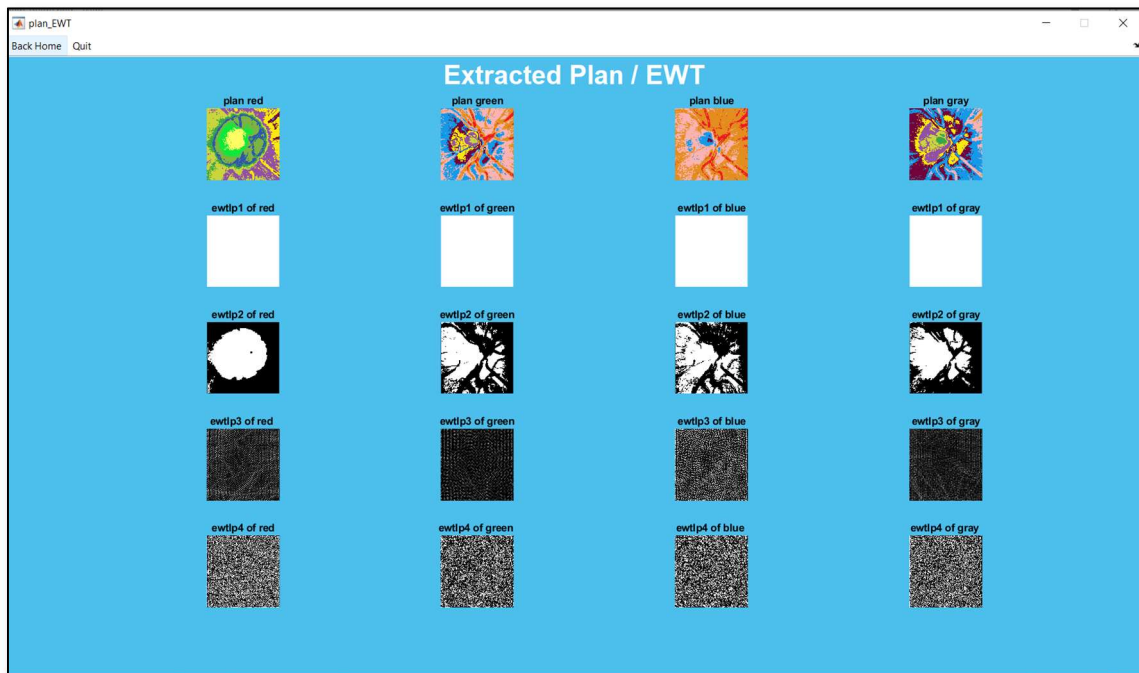 plan_EWT
Back Home Quit
Extracted Plan / EWT
plan red plan green plan blue plan gray
ewtlp1 of red ewtlp1 of green ewtlp1 of blue ewtlp1 of gray
ewtlp2 of red ewtlp2 of green ewtlp2 of blue ewtlp2 of gray
ewtlp3 of red ewtlp3 of green ewtlp3 of blue ewtlp3 of gray
ewtlp4 of red ewtlp4 of green ewtlp4 of blue ewtlp4 of gray